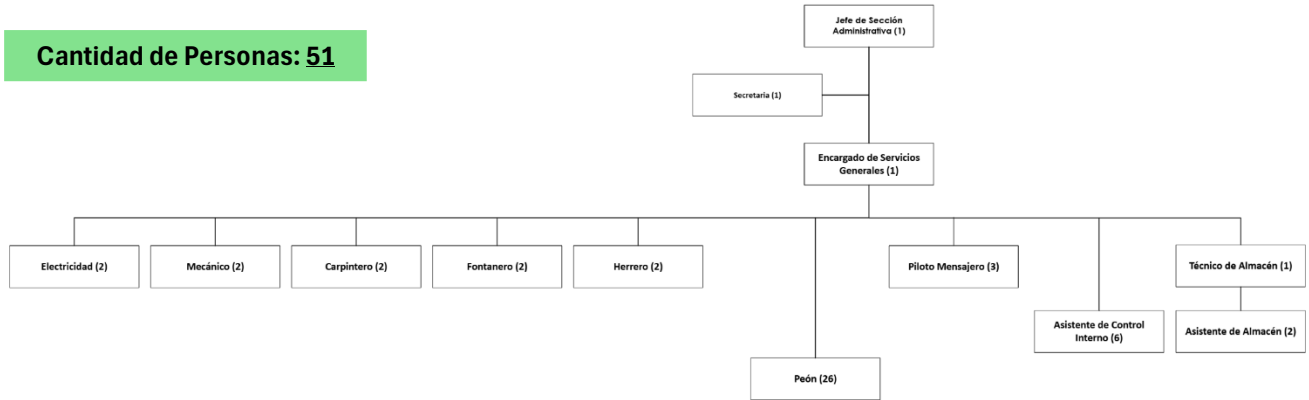 Jefe de Sección
Administrativa (1)
Cantidad de Personas: 51
Secretaria (1)
Encargado de Servicios
Generales (1)
Electricidad (2)
Mecánico (2)
Carpintero (2)
Fontanero (2)
Herrero (2)
Piloto Mensajero (3)
Técnico de Almacén (1)
Asistente de Control
Interno (6)
Asistente de Almacén (2)
Peón (26)